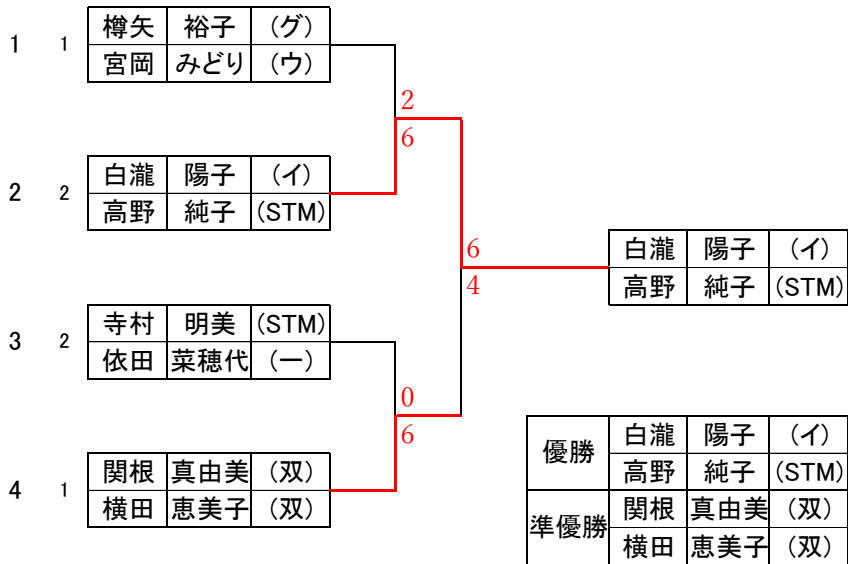 樽矢 裕子 (グ)
1 1
宮岡 みどり (ウ)
2
6
白瀧 陽子 (イ)
2 2
高野 純子 (STM)
6
4
白瀧 陽子 (イ)
高野 純子 (STM)
寺村 明美 (STM)
3 2
依田 菜穂代 (一)
0
6
関根 真由美 (双)
4 1
横田 恵美子 (双)
優勝 白瀧 陽子 (イ)
高野 純子 (STM)
準優勝 関根 真由美 (双)
横田 恵美子 (双)